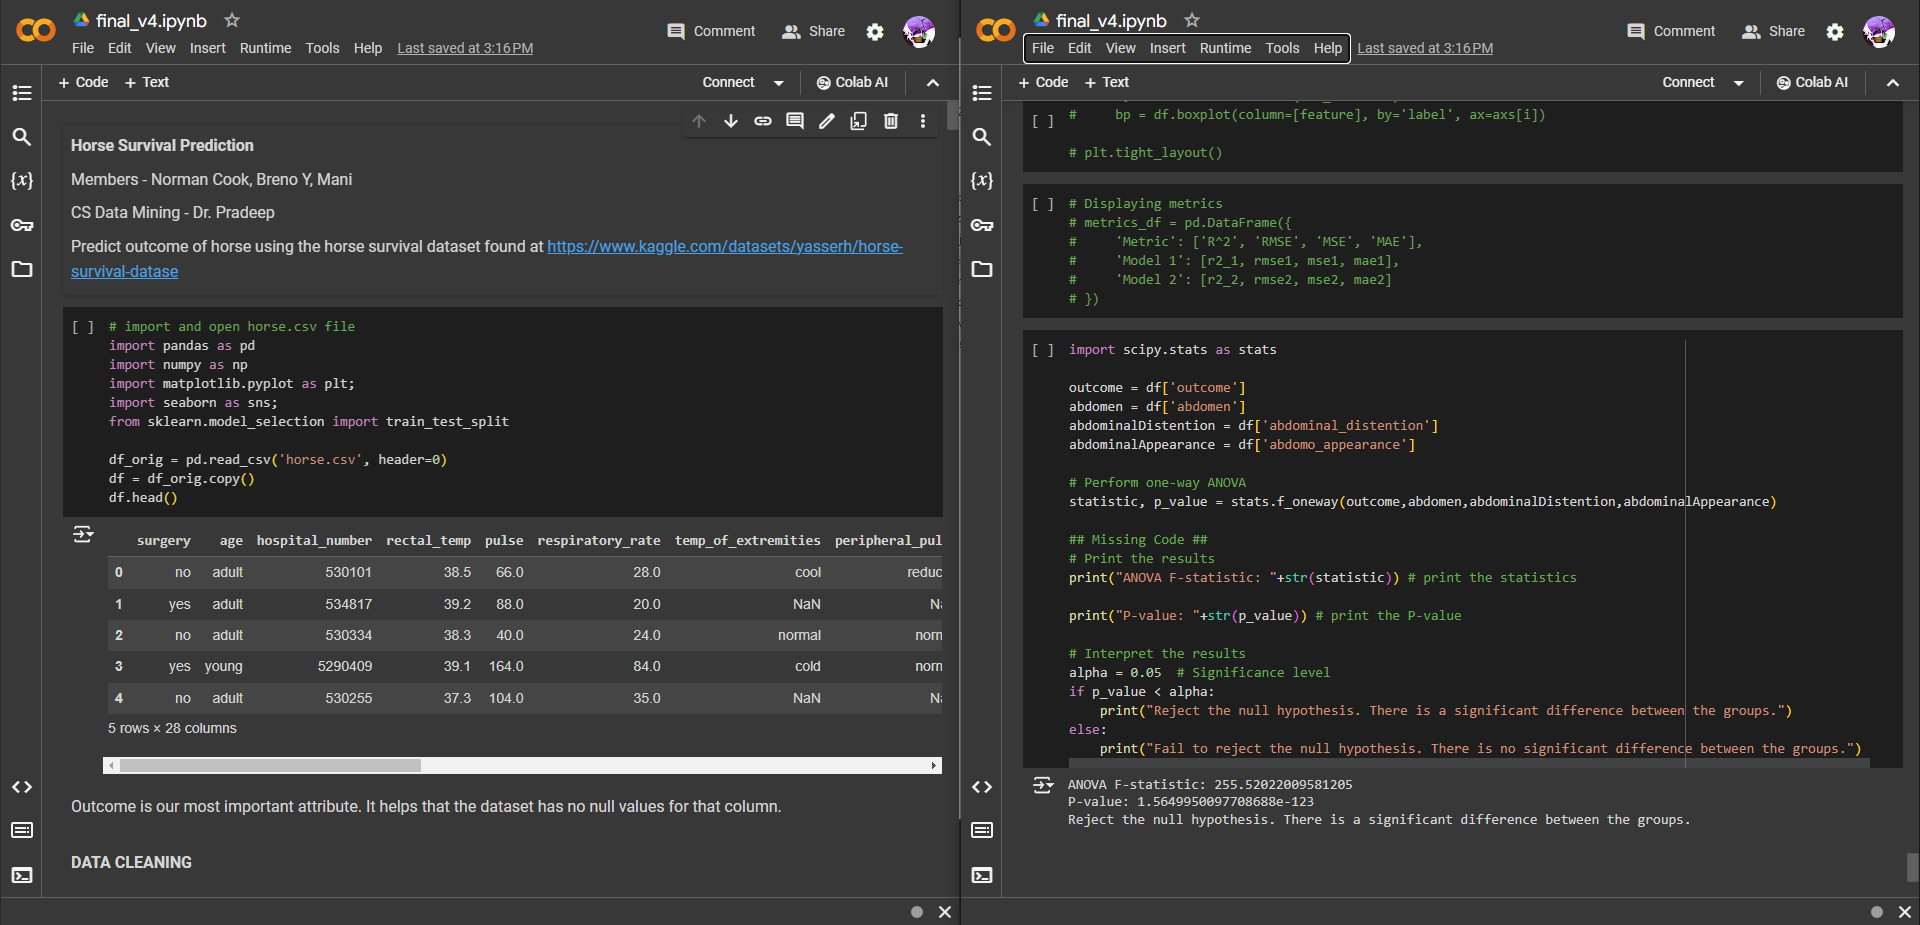 final_v4.ipynb
File Edit View Insert Runtime Tools Help Last saved at 3:16 PM
Comment Share
+ Code + Text
Connect Colab AI
Horse Survival Prediction
Members - Norman Cook, Breno Y, Mani
CS Data Mining - Dr. Pradeep
Predict outcome of horse using the horse survival dataset found at https://www.kaggle.com/datasets/yasserh/horse-
survival-datase
[ ] # import and open horse.csv file
import pandas as pd
import numpy as np
import matplotlib.pyplot as plt;
import seaborn as sns;
from sklearn.model_selection import train_test_split
df_orig = pd.read_csv('horse.csv', header=0)
df = df_orig.copy()
df.head()
surgery age hospital_number rectal_temp pulse respiratory_rate temp_of_extremities peripheral_pul
0 no adult 530101 38.5 66.0 28.0 cool reduc
1 yes adult 534817 39.2 88.0 20.0 NaN Na
2 no adult 530334 38.3 40.0 24.0 normal norn
3 yes young 5290409 39.1 164.0 84.0 cold norn
4 no adult 530255 37.3 104.0 35.0 NaN Na
5 rows × 28 columns
Outcome is our most important attribute. It helps that the dataset has no null values for that column.
DATA CLEANING
final_v4.ipynb
File Edit View Insert Runtime Tools Help Last saved at 3:16 PM
Comment Share
+ Code + Text
Connect Colab AI
[ ] #     bp = df.boxplot(column=[feature], by='label', ax=axs[i])
# plt.tight_layout()
[ ] # Displaying metrics
# metrics_df = pd.DataFrame({
#     'Metric': ['R^2', 'RMSE', 'MSE', 'MAE'],
#     'Model 1': [r2_1, rmse1, mse1, mae1],
#     'Model 2': [r2_2, rmse2, mse2, mae2]
# })
[ ] import scipy.stats as stats
outcome = df['outcome']
abdomen = df['abdomen']
abdominalDistention = df['abdominal_distention']
abdominalAppearance = df['abdomo_appearance']
# Perform one-way ANOVA
statistic, p_value = stats.f_oneway(outcome,abdomen,abdominalDistention,abdominalAppearance)
## Missing Code ##
# Print the results
print("ANOVA F-statistic: "+str(statistic)) # print the statistics
print("P-value: "+str(p_value)) # print the P-value
# Interpret the results
alpha = 0.05  # Significance level
if p_value < alpha:
    print("Reject the null hypothesis. There is a significant difference between the groups.")
else:
    print("Fail to reject the null hypothesis. There is no significant difference between the groups.")
ANOVA F-statistic: 255.52022009581205
P-value: 1.5649950097708688e-123
Reject the null hypothesis. There is a significant difference between the groups.